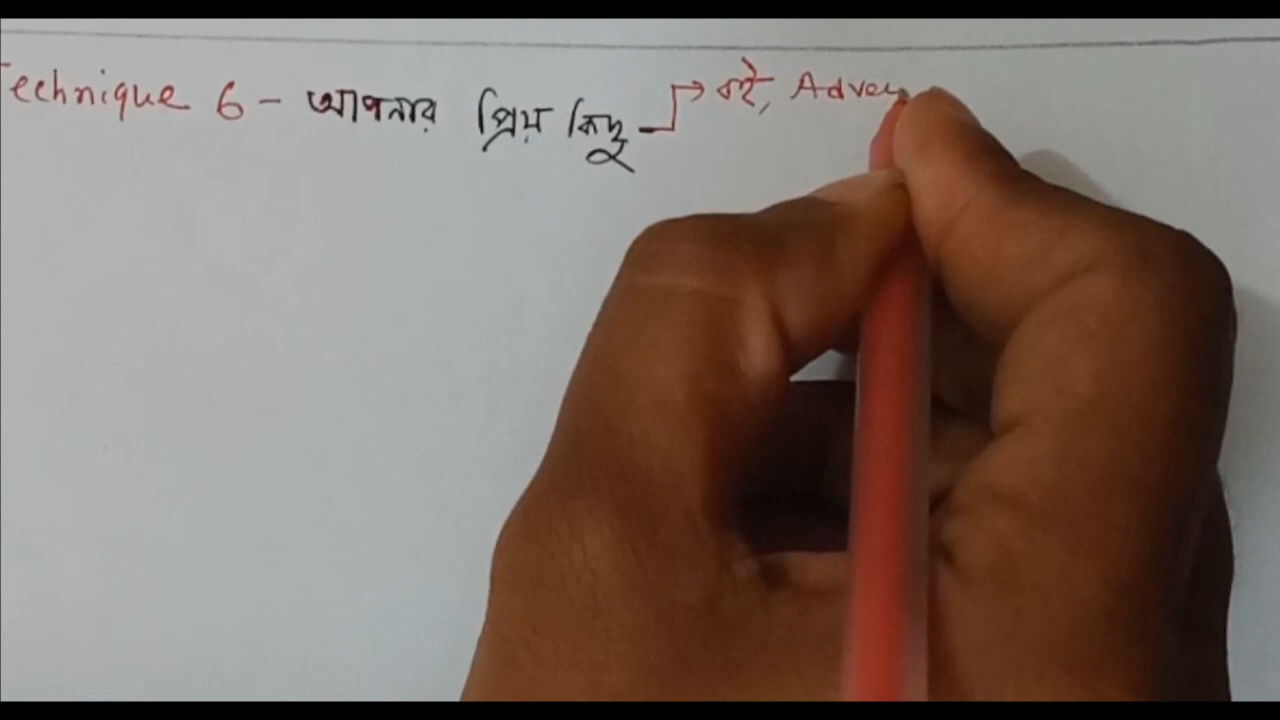 Technique 6 - আপনার প্রিয় কিছু → বই, Adve